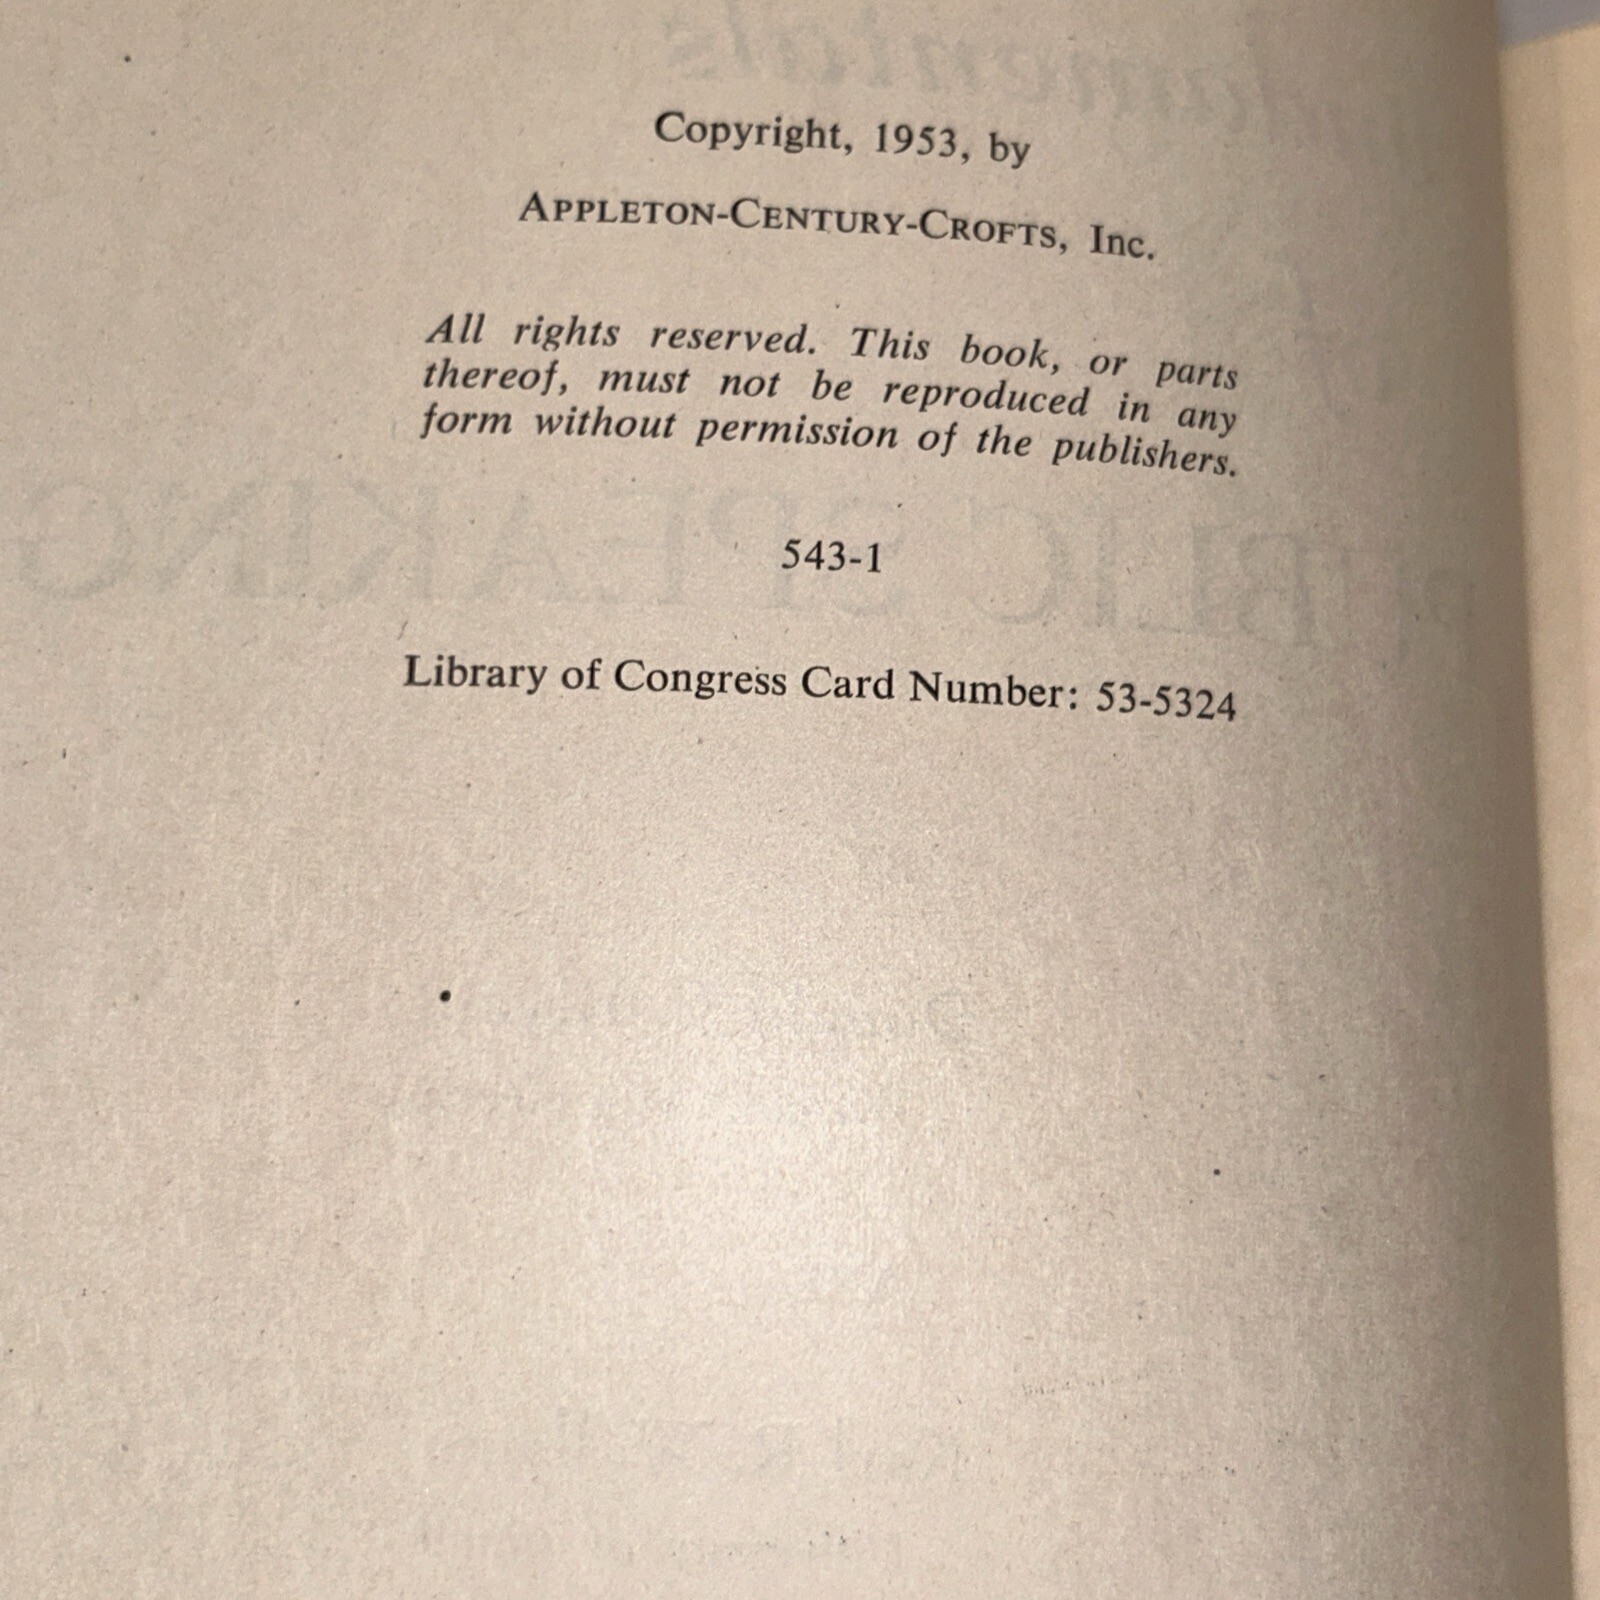 Copyright, 1953, by
APPLETON-CENTURY-CROFTS, Inc.
All rights reserved. This book, or parts
thereof, must not be reproduced in any
form without permission of the publishers.
543-1
Library of Congress Card Number: 53-5324